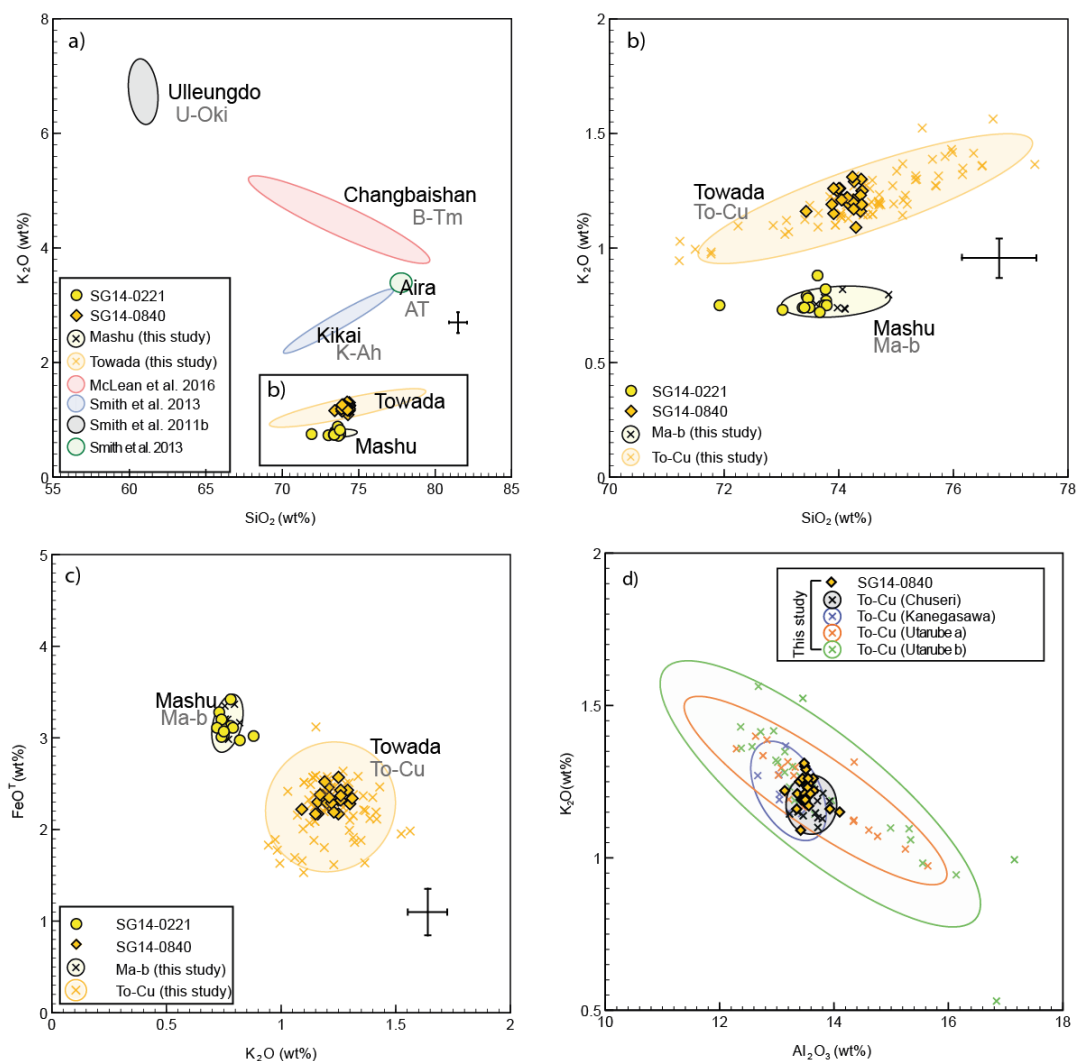 a)
K₂O (wt%)
8
6
4
2
0
55
60
65
70
75
80
85
SiO₂ (wt%)
Ulleungdo
U-Oki
Changbaishan
B-Tm
Aira
AT
Kikai
K-Ah
b)
Towada
Mashu
SG14-0221
SG14-0840
Mashu (this study)
Towada (this study)
McLean et al. 2016
Smith et al. 2013
Smith et al. 2011b
Smith et al. 2013
b)
K₂O (wt%)
2
1.5
1
0.5
0
70
72
74
76
78
SiO₂ (wt%)
Towada
To-Cu
Mashu
Ma-b
SG14-0221
SG14-0840
Ma-b (this study)
To-Cu (this study)
c)
FeOᵀ (wt%)
5
4
3
2
1
0
0
0.5
1
1.5
2
K₂O (wt%)
Mashu
Ma-b
Towada
To-Cu
SG14-0221
SG14-0840
Ma-b (this study)
To-Cu (this study)
d)
K₂O (wt%)
2
1.5
1
0.5
10
12
14
16
18
Al₂O₃ (wt%)
This study
SG14-0840
To-Cu (Chuseri)
To-Cu (Kanegasawa)
To-Cu (Utarube a)
To-Cu (Utarube b)